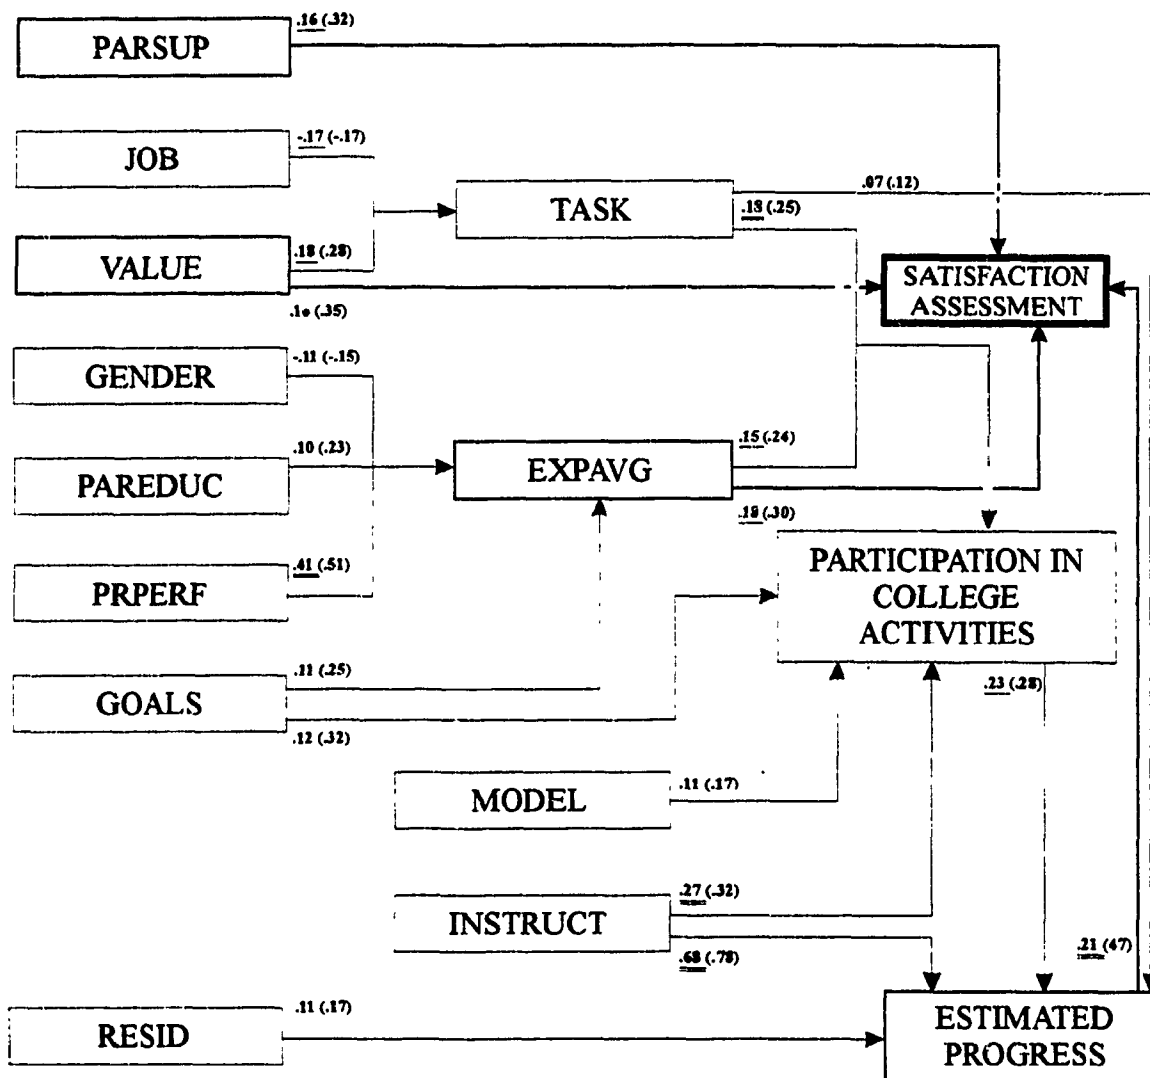 .16 (.32)
PARSUP
-.17 (-.17)
JOB
.07 (.12)
TASK
.18 (.25)
VALUE
.18 (.28)
SATISFACTION
ASSESSMENT
(.35)
-.11 (-.15)
GENDER
.10 (.23)
.15 (.24)
PAREDUC
EXPAVG
.18 (.30)
PRPERF
.41 (.51)
PARTICIPATION IN
COLLEGE
ACTIVITIES
.11 (.25)
GOALS
.23 (.28)
.12 (.32)
MODEL
.11 (.17)
.27 (.32)
INSTRUCT
.68 (.78)
.21 (47)
.11 (.17)
RESID
ESTIMATED
PROGRESS